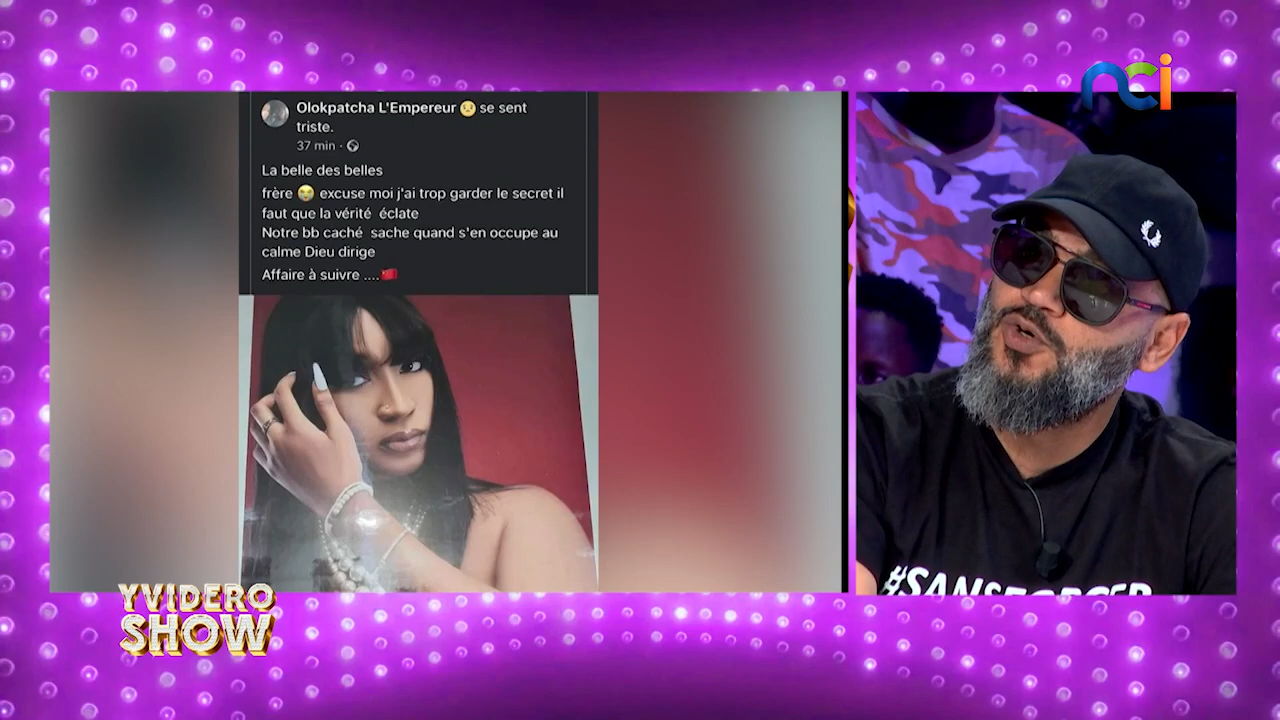 nci
Olokpatcha L'Empereur 😟 se sent
triste.
37 min ·
La belle des belles
frère 😭 excuse moi j'ai trop garder le secret il
faut que la vérité éclate
Notre bb caché sache quand s'en occupe au
calme Dieu dirige
Affaire à suivre ....🇨🇳
#SANSFORCER
YVIDERO
SHOW